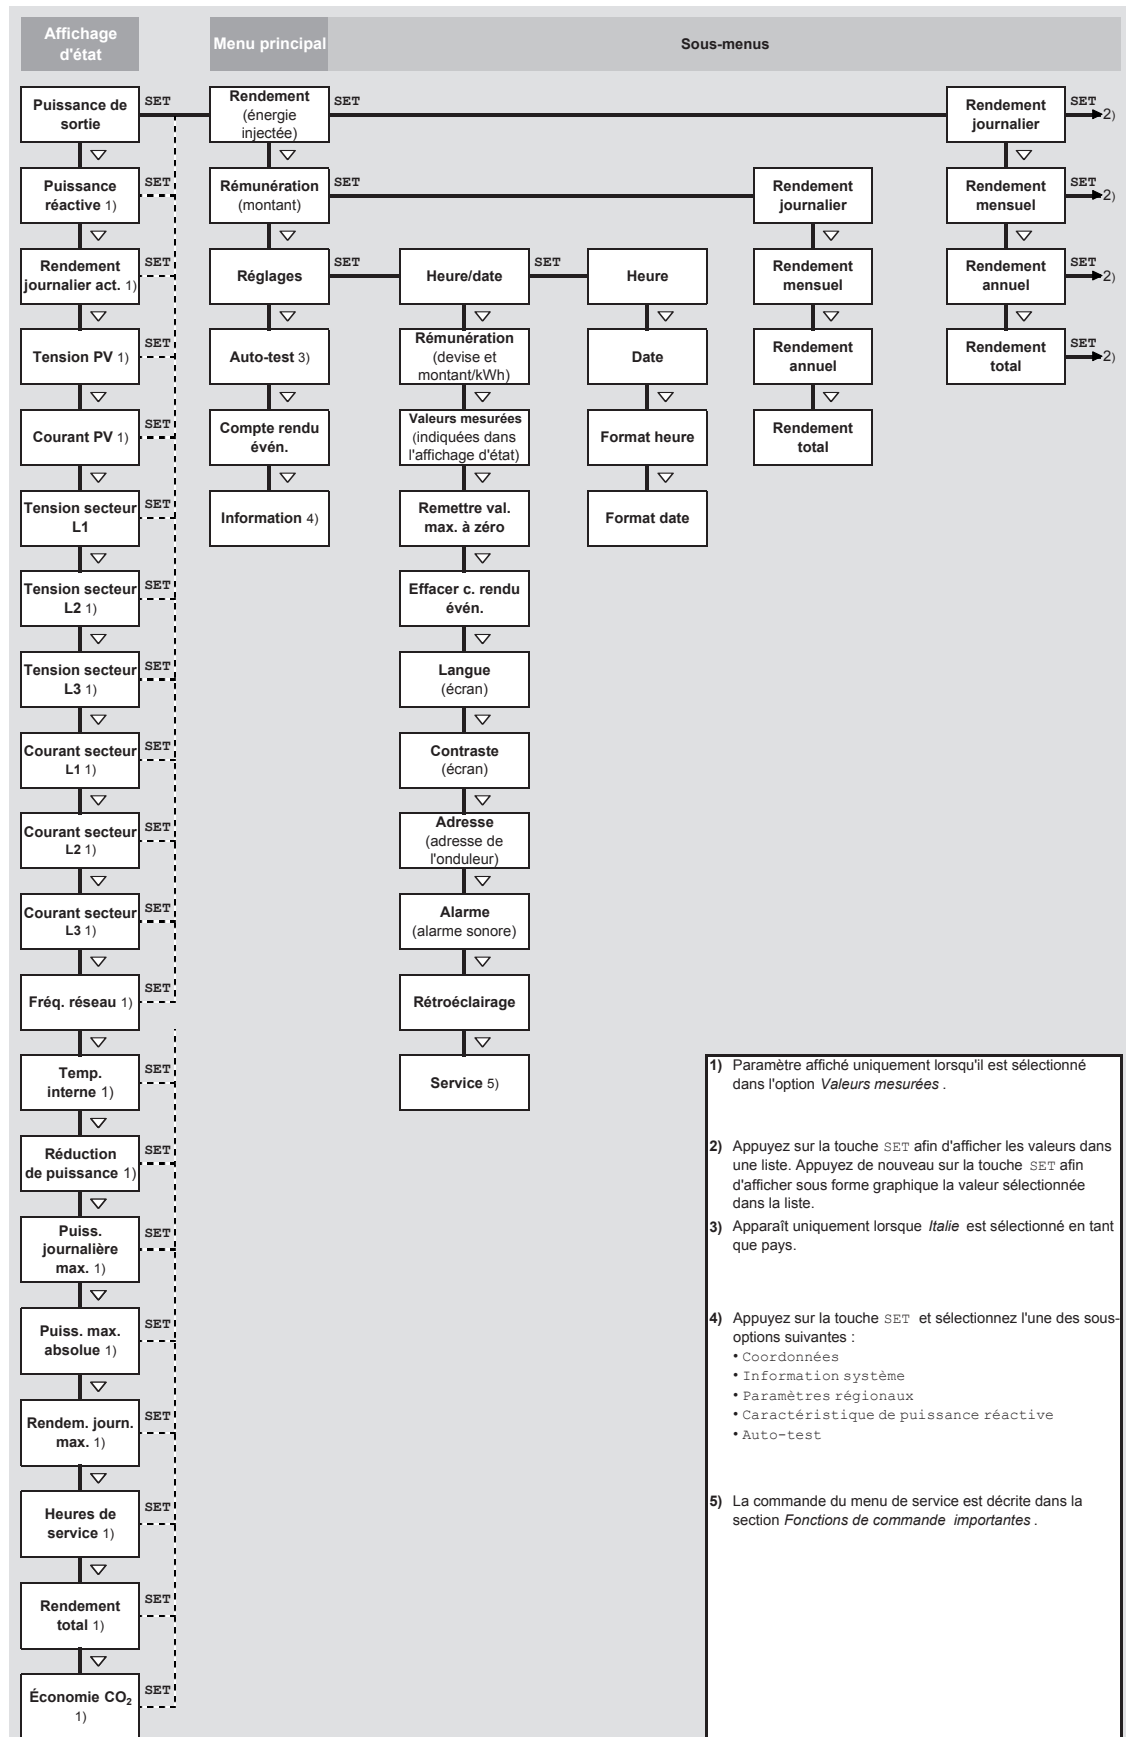 Affichage
d'état
Menu principal
Sous-menus
Puissance de
sortie
SET
Rendement
(énergie
injectée)
SET
Rendement
journalier
SET
2)
Puissance
réactive 1)
SET
Rémunération
(montant)
SET
Rendement
journalier
Rendement
mensuel
SET
2)
Rendement
journalier act. 1)
SET
Réglages
SET
Heure/date
SET
Heure
Rendement
mensuel
Rendement
annuel
SET
2)
Tension PV 1)
SET
Auto-test 3)
Rémunération
(devise et
montant/kWh)
Date
Rendement
annuel
Rendement
total
SET
2)
Courant PV 1)
SET
Compte rendu
évén.
Valeurs mesurées
(indiquées dans
l'affichage d'état)
Format heure
Rendement
total
Tension secteur
L1
SET
Information 4)
Remettre val.
max. à zéro
Format date
Tension secteur
L2 1)
SET
Effacer c. rendu
évén.
Tension secteur
L3 1)
SET
Langue
(écran)
Courant secteur
L1 1)
SET
Contraste
(écran)
Courant secteur
L2 1)
SET
Adresse
(adresse de
l'onduleur)
Courant secteur
L3 1)
SET
Alarme
(alarme sonore)
Fréq. réseau 1)
SET
Rétroéclairage
Temp.
interne 1)
SET
Service 5)
Réduction
de puissance 1)
SET
Puiss.
journalière
max. 1)
SET
Puiss. max.
absolue 1)
SET
Rendem. journ.
max. 1)
SET
Heures de
service 1)
SET
Rendement
total 1)
SET
Économie CO2
1)
SET
1) Paramètre affiché uniquement lorsqu'il est sélectionné
dans l'option Valeurs mesurées .
2) Appuyez sur la touche SET afin d'afficher les valeurs dans
une liste. Appuyez de nouveau sur la touche SET afin
d'afficher sous forme graphique la valeur sélectionnée
dans la liste.
3) Apparaît uniquement lorsque Italie est sélectionné en tant
que pays.
4) Appuyez sur la touche SET et sélectionnez l'une des sous-
options suivantes :
• Coordonnées
• Information système
• Paramètres régionaux
• Caractéristique de puissance réactive
• Auto-test
5) La commande du menu de service est décrite dans la
section Fonctions de commande importantes .